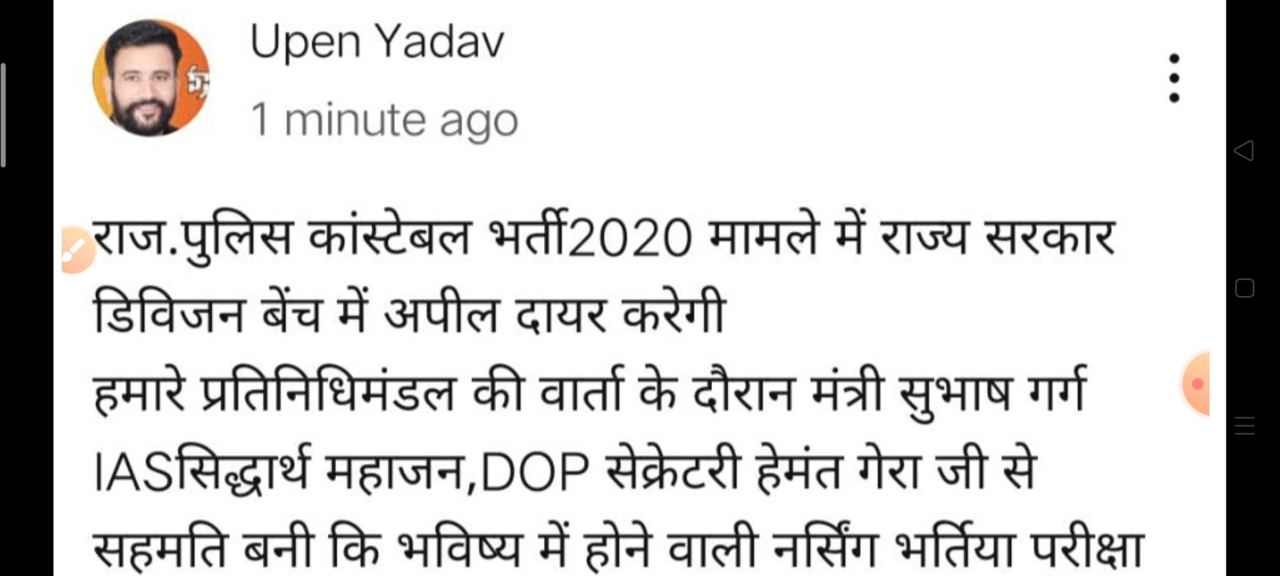 Upen Yadav
1 minute ago
राज.पुलिस कांस्टेबल भर्ती2020 मामले में राज्य सरकार
डिविजन बेंच में अपील दायर करेगी
हमारे प्रतिनिधिमंडल की वार्ता के दौरान मंत्री सुभाष गर्ग
IASसिद्धार्थ महाजन,DOP सेक्रेटरी हेमंत गेरा जी से
सहमति बनी कि भविष्य में होने वाली नर्सिंग भर्तिया परीक्षा